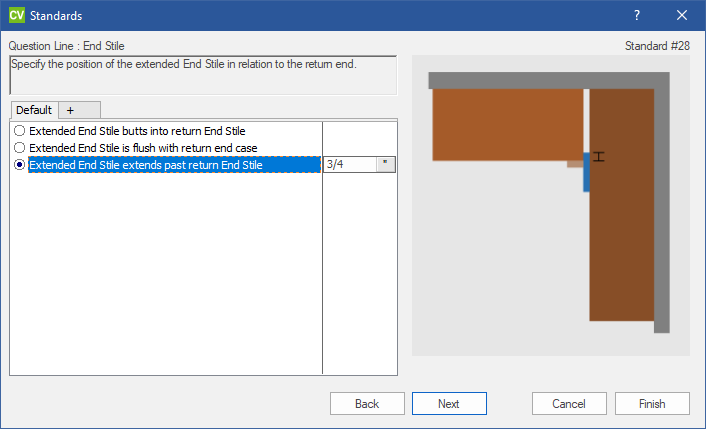 CV Standards ?
Question Line : End Stile Standard #28
Specify the position of the extended End Stile in relation to the return end.
Default +
Extended End Stile butts into return End Stile
Extended End Stile is flush with return end case
Extended End Stile extends past return End Stile 3/4 "
Back Next Cancel Finish